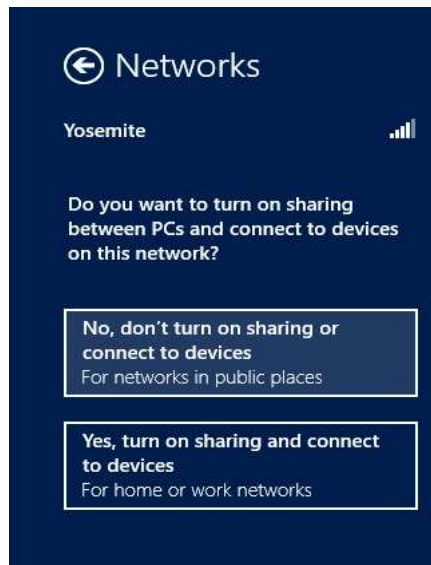 Networks
Yosemite
Do you want to turn on sharing
between PCs and connect to devices
on this network?
No, don't turn on sharing or
connect to devices
For networks in public places
Yes, turn on sharing and connect
to devices
For home or work networks